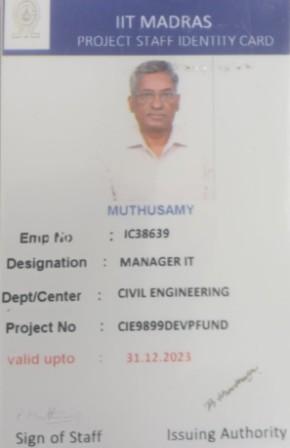 IIT MADRAS
PROJECT STAFF IDENTITY CARD
MUTHUSAMY
Emp No : IC38639
Designation : MANAGER IT
Dept/Center : CIVIL ENGINEERING
Project No : CIE9899DEVPFUND
valid upto : 31.12.2023
Sign of Staff Issuing Authority